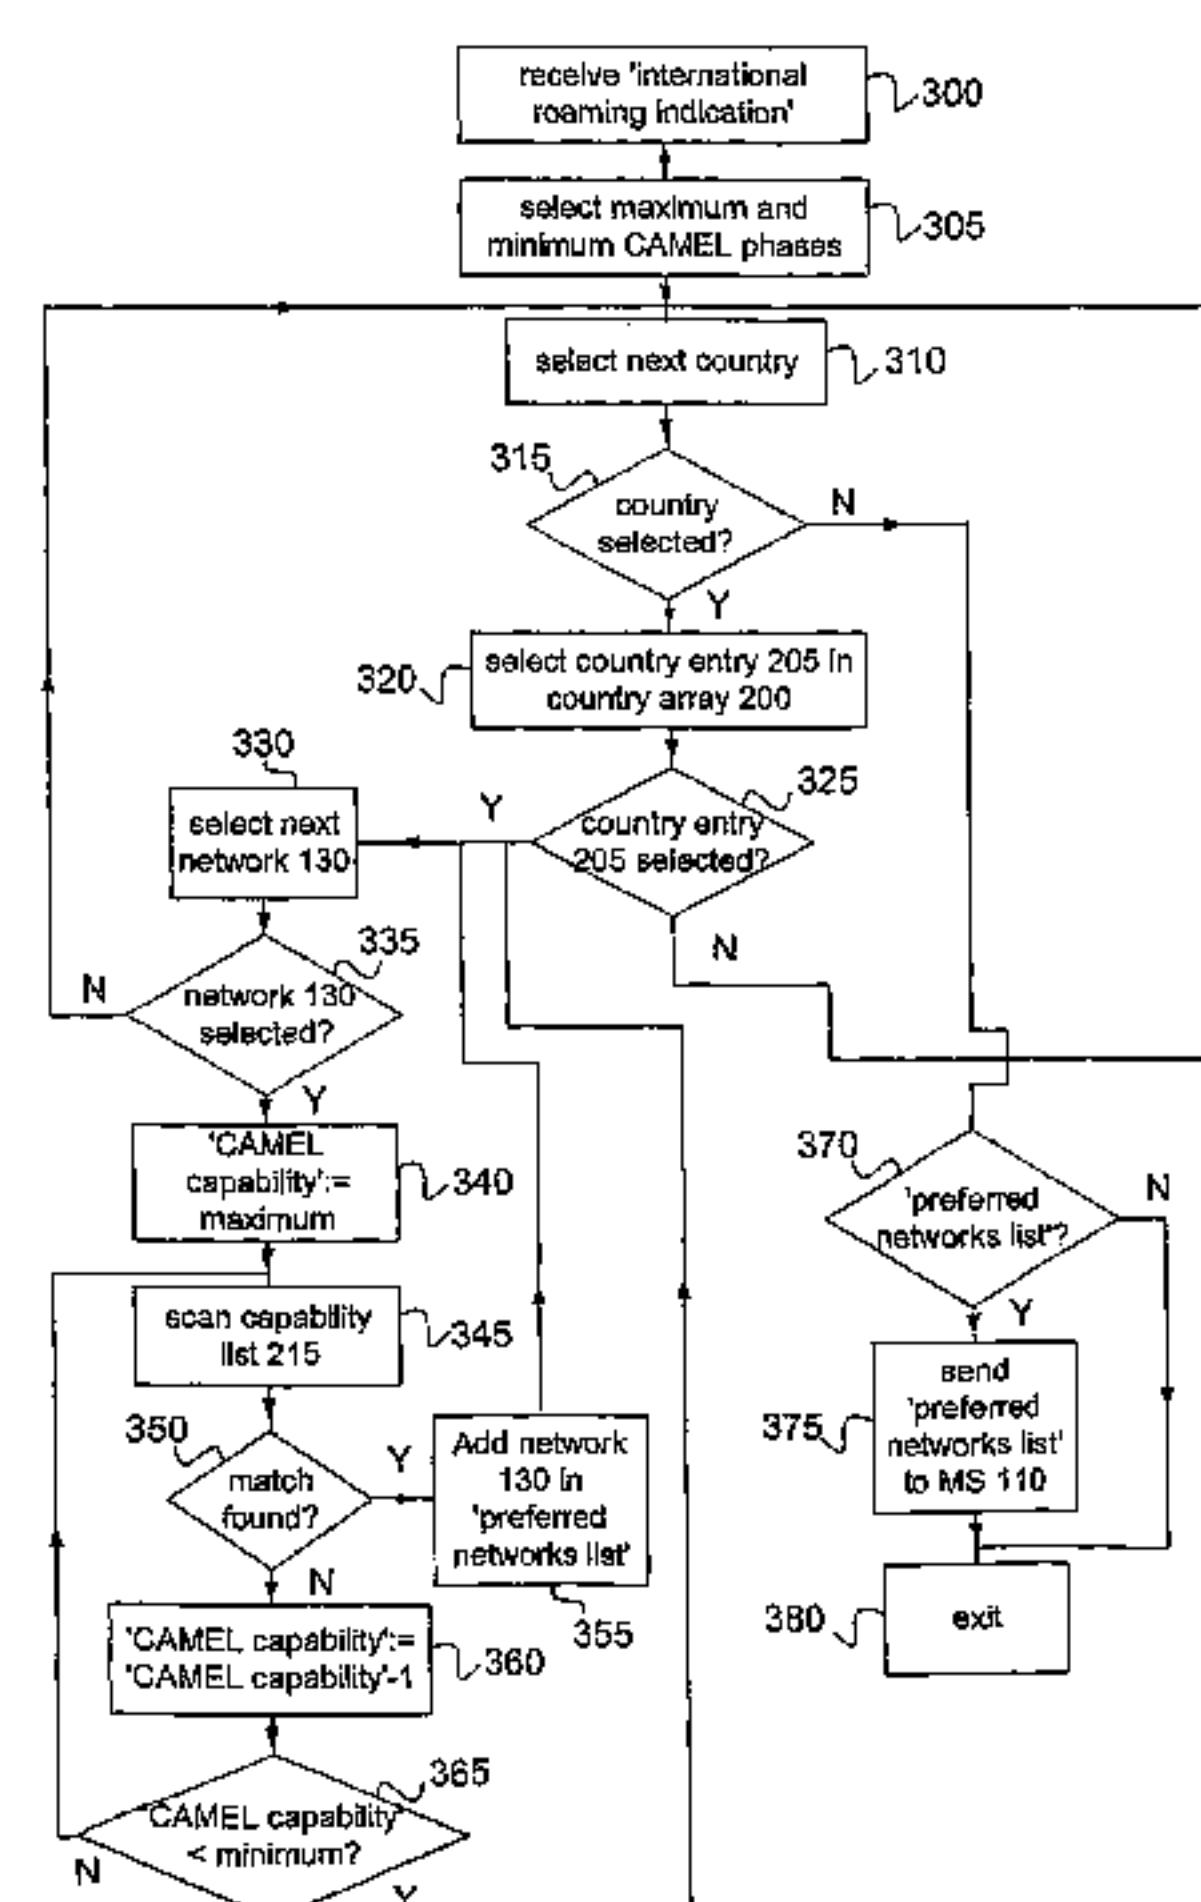 receive 'international
roaming indication'
300
select maximum and
minimum CAMEL phases
305
select next country
310
315
country
selected?
N
Y
320
select country entry 205 in
country array 200
330
325
Y
select next
network 130
country entry
205 selected?
335
N
N
network 130
selected?
Y
'CAMEL
capability':=
maximum
340
370
N
'preferred
networks list'?
Y
scan capability
list 215
345
send
'preferred
networks list'
to MS 110
375
350
Y
match
found?
Add network
130 in
'preferred
networks list'
355
N
'CAMEL capability':=
'CAMEL capability'-1
360
380
exit
365
'CAMEL capability'
< minimum?
N
Y